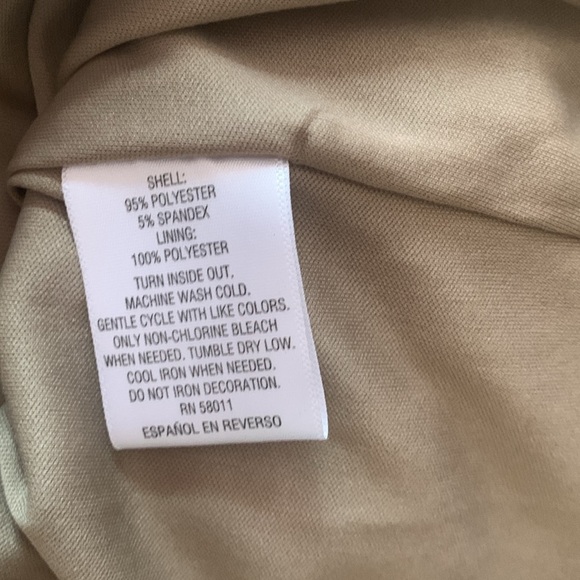 SHELL:
95% POLYESTER
5% SPANDEX
LINING:
100% POLYESTER
TURN INSIDE OUT.
MACHINE WASH COLD.
GENTLE CYCLE WITH LIKE COLORS.
ONLY NON-CHLORINE BLEACH
WHEN NEEDED. TUMBLE DRY LOW.
COOL IRON WHEN NEEDED.
DO NOT IRON DECORATION.
RN 58011
ESPAÑOL EN REVERSO